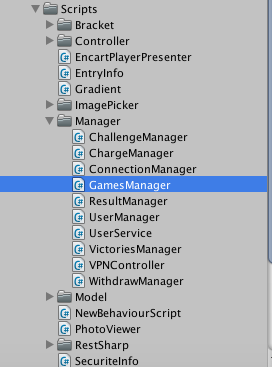 Scripts
Bracket
Controller
EncartPlayerPresenter
EntryInfo
Gradient
ImagePicker
Manager
ChallengeManager
ChargeManager
ConnectionManager
GamesManager
ResultManager
UserManager
UserService
VictoriesManager
VPNController
WithdrawManager
Model
NewBehaviourScript
PhotoViewer
RestSharp
SecuriteInfo